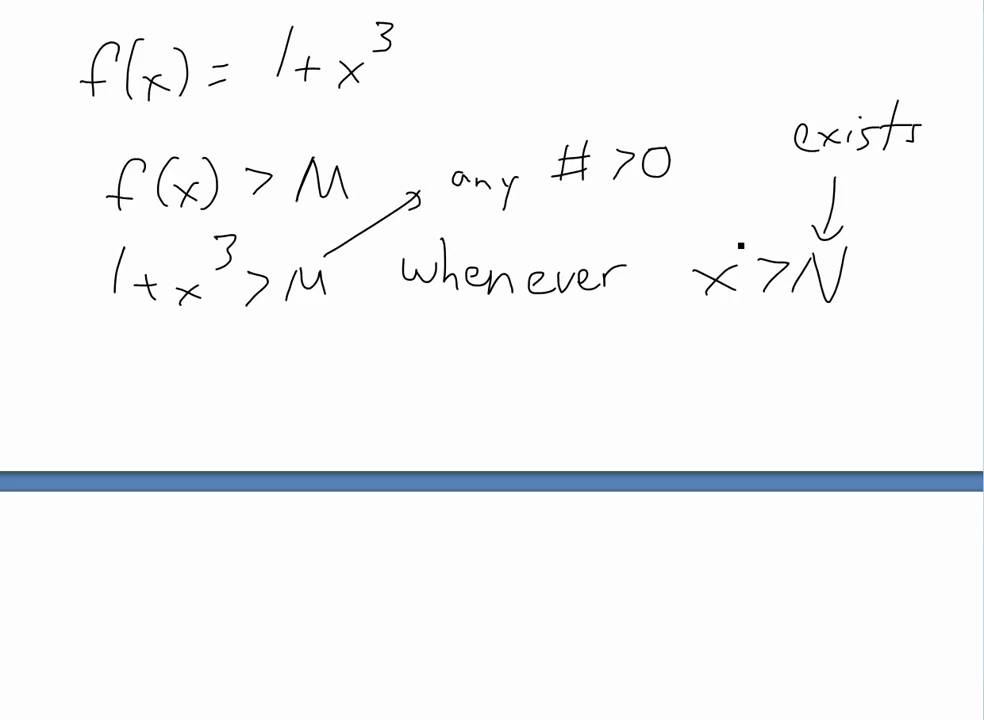 f(x) = 1 + x³
exists
f(x) > M any # > 0
1 + x³ > M whenever x > N